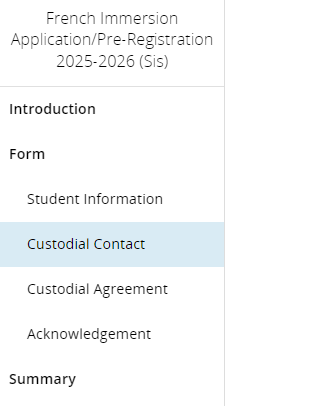 French Immersion
Application/Pre-Registration
2025-2026 (Sis)
Introduction
Form
Student Information
Custodial Contact
Custodial Agreement
Acknowledgement
Summary